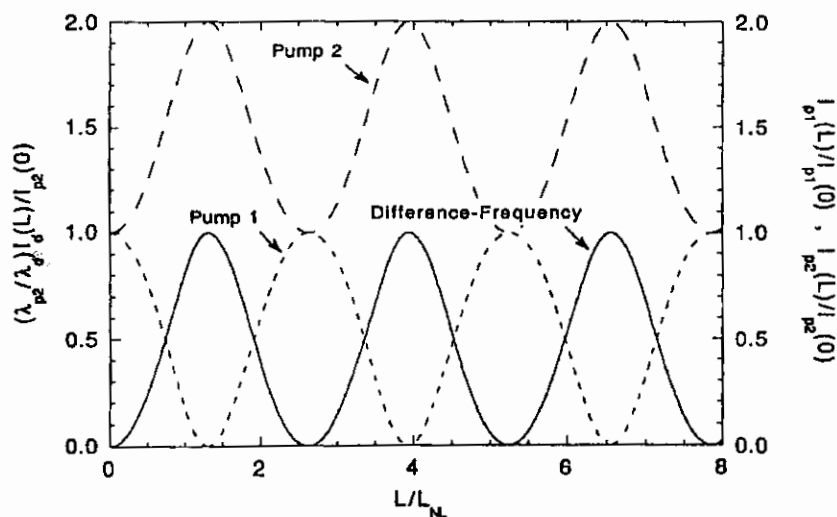 (λp2/λd)Id(L)/Ip2(0)
2.0
1.5
1.0
0.5
0.0
Pump 2
Pump 1
Difference-Frequency
2.0
1.5
1.0
0.5
0.0
Ip1(L)/Ip1(0) , Ip2(L)/Ip2(0)
0 2 4 6 8
L/LNL